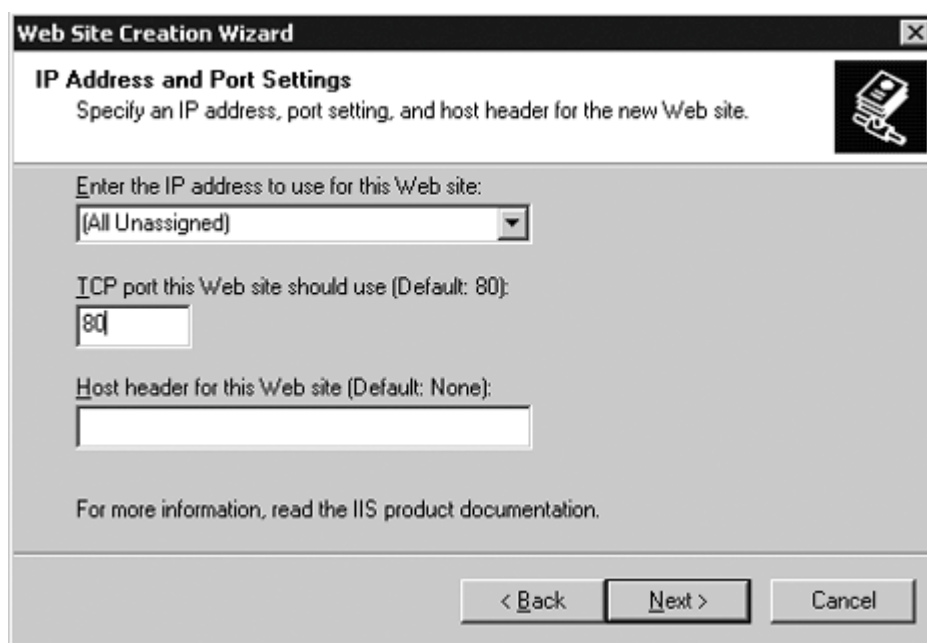 Web Site Creation Wizard
IP Address and Port Settings
Specify an IP address, port setting, and host header for the new Web site.
Enter the IP address to use for this Web site:
(All Unassigned)
TCP port this Web site should use (Default: 80):
80
Host header for this Web site (Default: None):
For more information, read the IIS product documentation.
< Back
Next >
Cancel